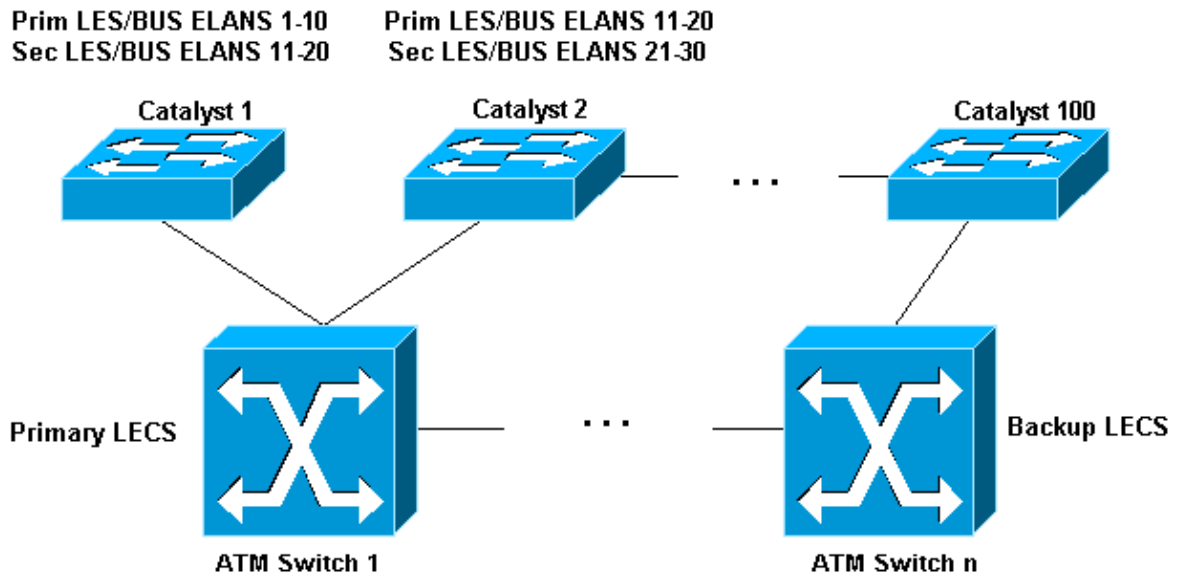 Prim LES/BUS ELANS 1-10
Sec LES/BUS ELANS 11-20
Prim LES/BUS ELANS 11-20
Sec LES/BUS ELANS 21-30
Catalyst 1
Catalyst 2
Catalyst 100
. . .
Primary LECS
. . .
Backup LECS
ATM Switch 1
ATM Switch n